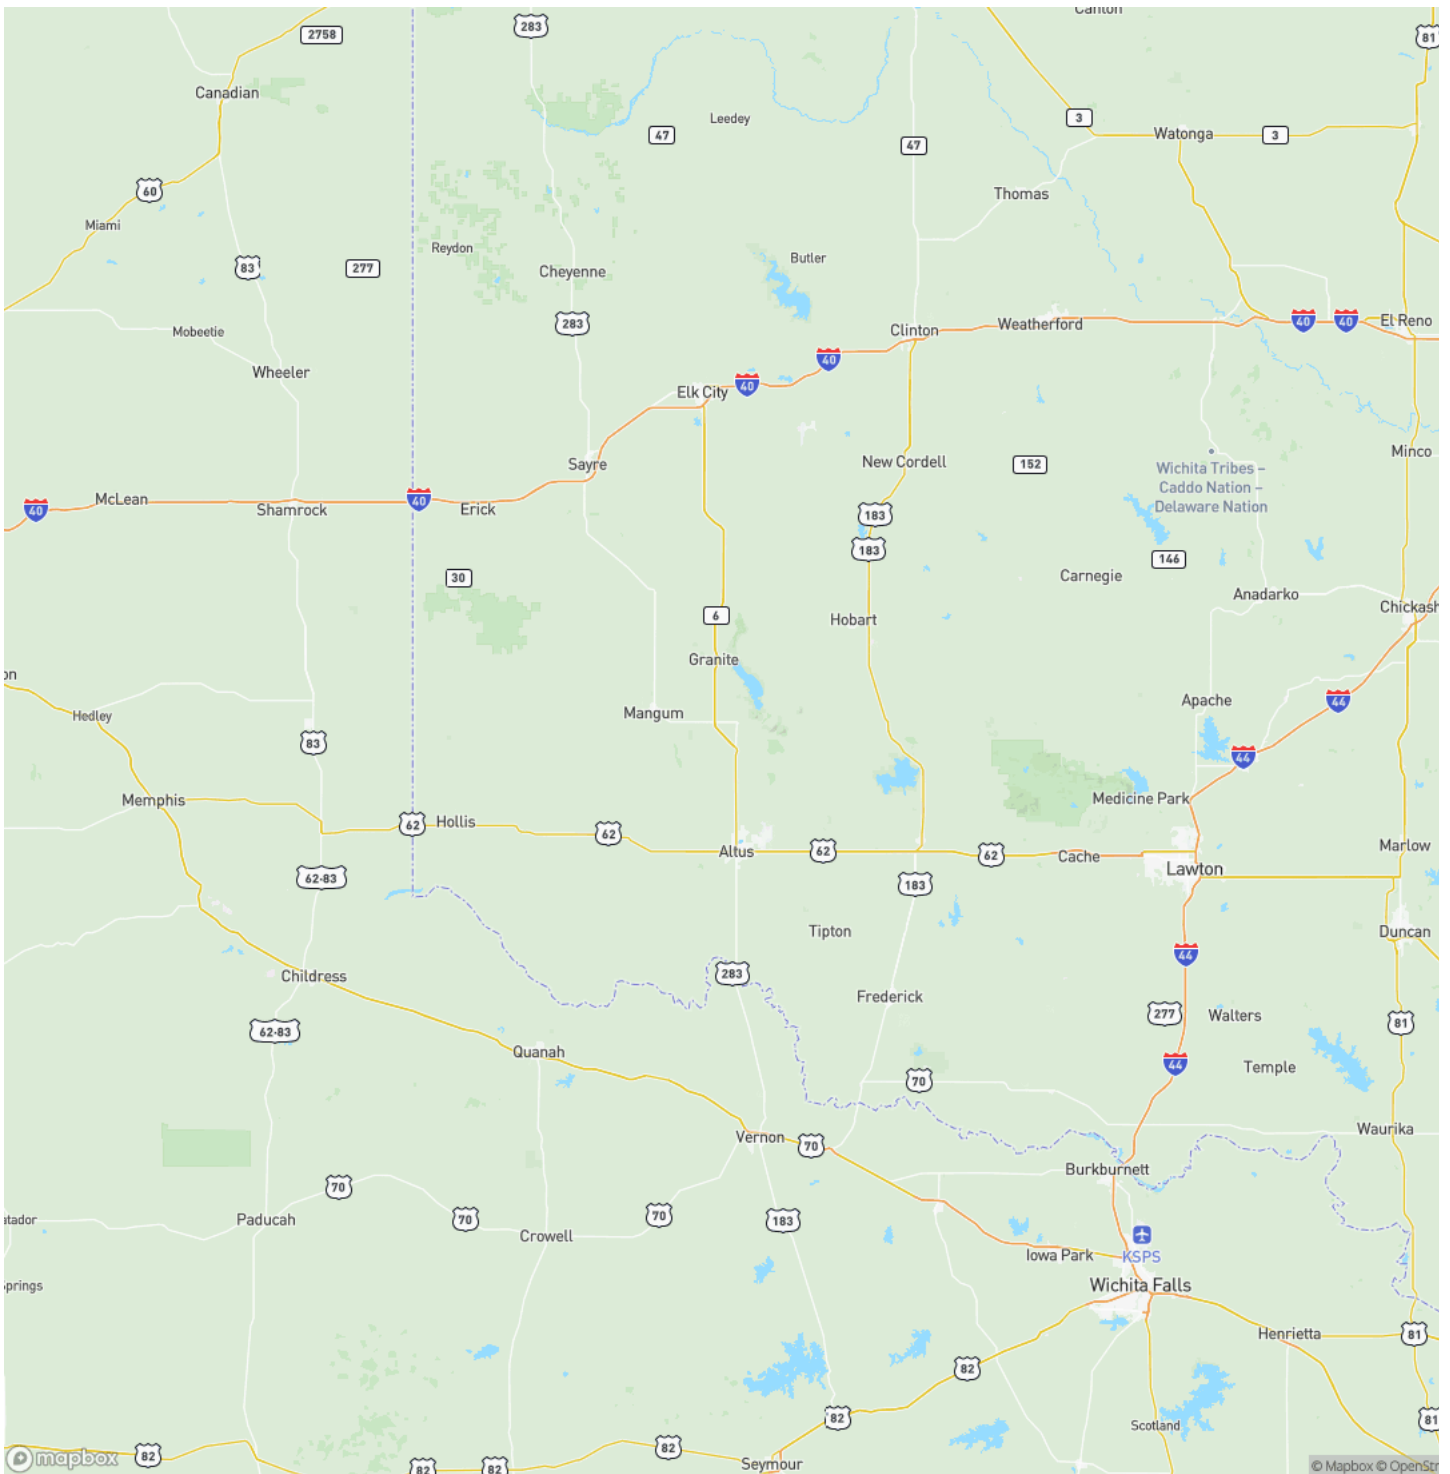 Canton
2758
283
81
Canadian
Leedey
3
47
47
Watonga
3
60
Thomas
Miami
Reydon
Butler
83
277
Cheyenne
283
40
40
El Reno
Mobeetie
Clinton
Weatherford
40
Wheeler
40
Elk City
Minco
Sayre
New Cordell
152
Wichita Tribes –
Caddo Nation –
Delaware Nation
McLean
40
40
Shamrock
Erick
183
183
146
30
Carnegie
Anadarko
Chickash
6
Hobart
Granite
on
Apache
44
Hedley
Mangum
83
44
Memphis
Medicine Park
Hollis
62
62
Altus
62
62
Cache
Marlow
Lawton
62-83
183
Tipton
Duncan
44
Childress
283
Frederick
277
Walters
81
62-83
Quanah
44
Temple
70
Waurika
Vernon
70
Burkburnett
70
Paducah
70
70
183
atador
Crowell
KSPS
Iowa Park
Wichita Falls
springs
Henrietta
81
82
82
81
Scotland
82
82
Seymour
82
82
mapbox
© Mapbox © OpenStr